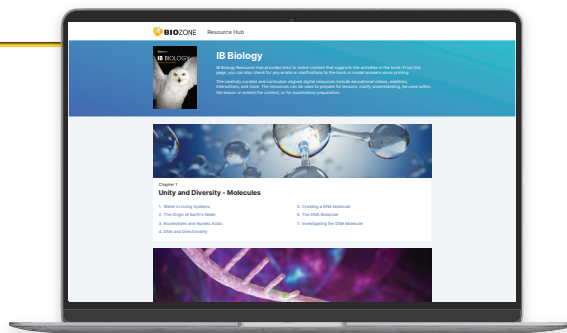 BIOZONE Resource Hub
IB BIOLOGY
IB Biology
IB Biology Resource Hub provides links to online content that supports the activities in the book. From this
page, you can also check for any errata or clarifications to the book or model answers since printing.
The carefully curated and curriculum aligned digital resources include educational videos, weblinks,
interactives, and more. The resources can be used to prepare for lessons, clarify understanding, be used within
the lesson or extend the content, or for examination preparation.
Chapter 1
Unity and Diversity - Molecules
1. Water in Living Systems
2. The Origin of Earth's Water
3. Nucleotides and Nucleic Acids
4. DNA and Directionality
5. Creating a DNA Molecule
6. The DNA Molecule
7. Investigating the DNA Molecule